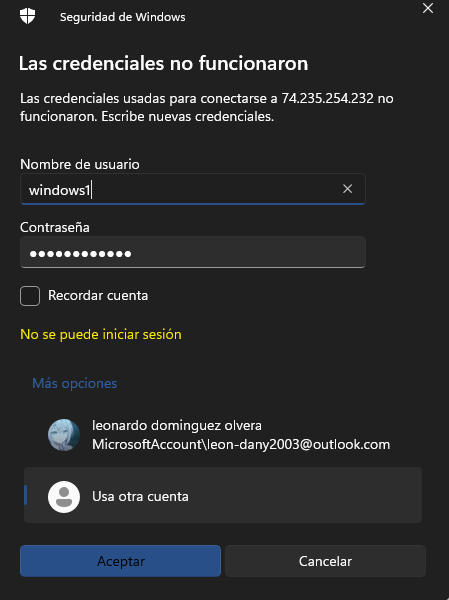 Seguridad de Windows
Las credenciales no funcionaron
Las credenciales usadas para conectarse a 74.235.254.232 no
funcionaron. Escribe nuevas credenciales.
Nombre de usuario
windows1
Contraseña
●●●●●●●●●●●●
Recordar cuenta
No se puede iniciar sesión
Más opciones
leonardo dominguez olvera
MicrosoftAccount\leon-dany2003@outlook.com
Usa otra cuenta
Aceptar
Cancelar